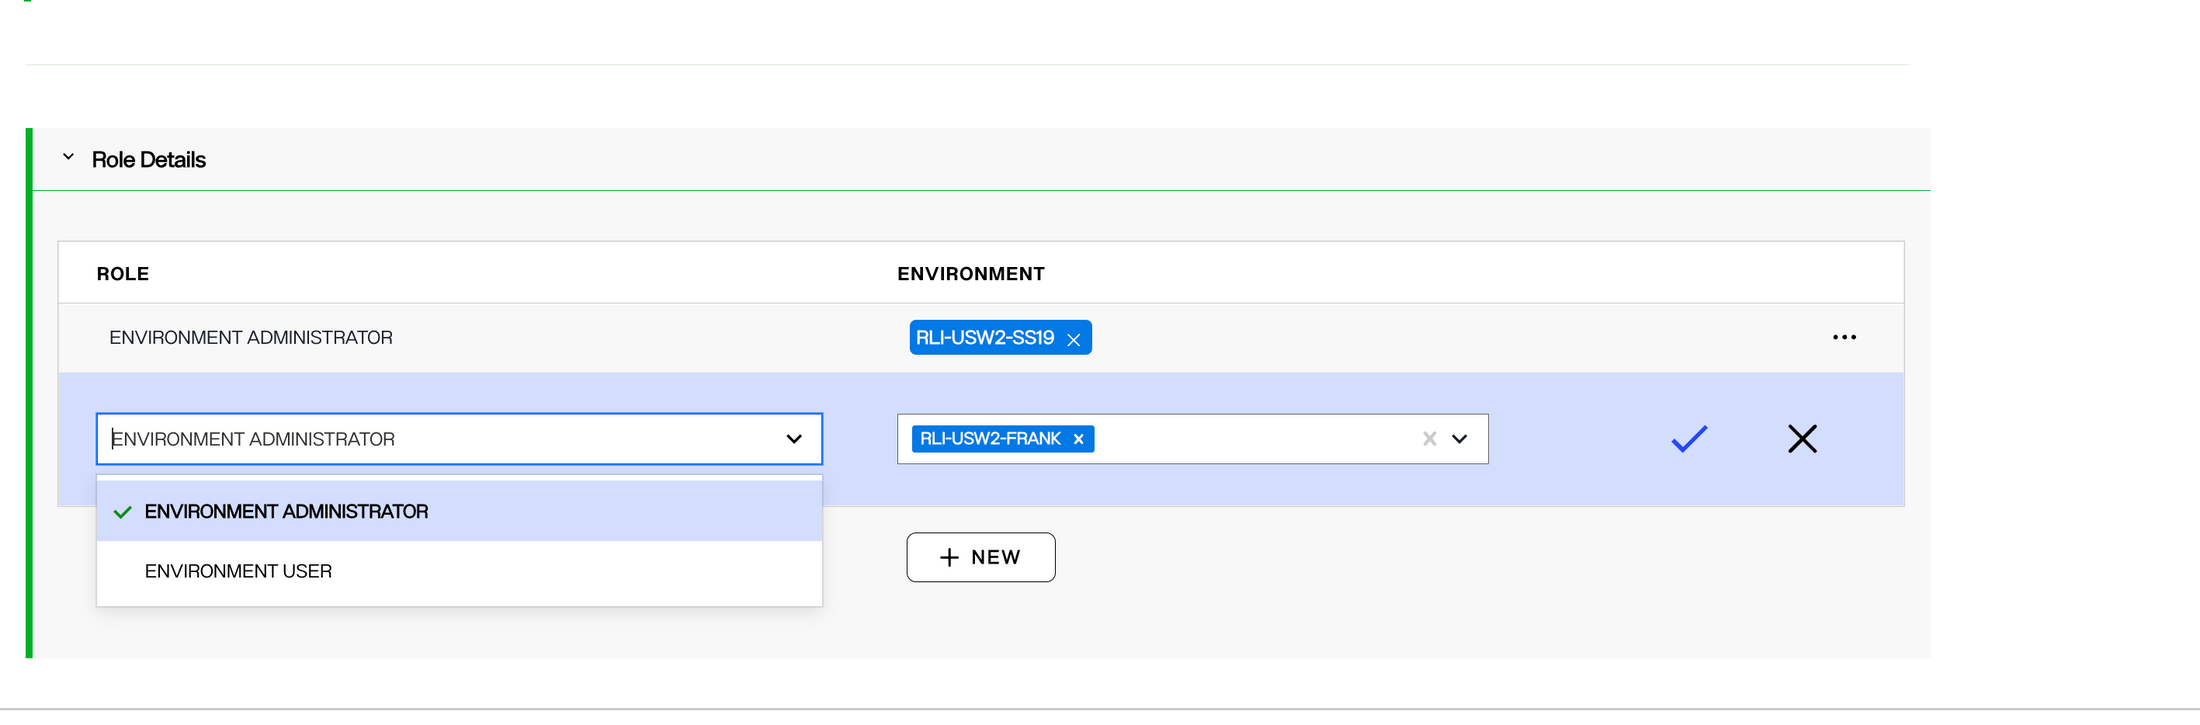 Role Details
ROLE ENVIRONMENT
ENVIRONMENT ADMINISTRATOR RLI-USW2-SS19
ENVIRONMENT ADMINISTRATOR RLI-USW2-FRANK
ENVIRONMENT ADMINISTRATOR
ENVIRONMENT USER
+ NEW